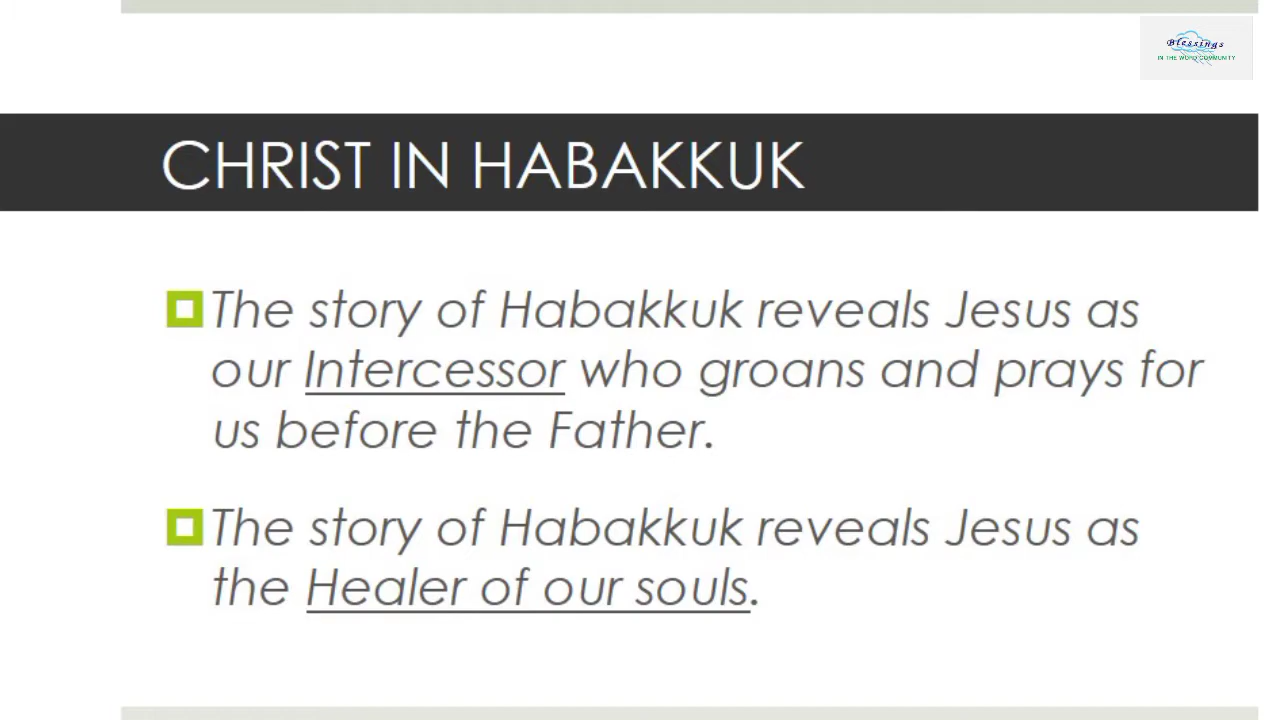 Blessings
IN THE WORD COMMUNITY
CHRIST IN HABAKKUK
The story of Habakkuk reveals Jesus as
our Intercessor who groans and prays for
us before the Father.
The story of Habakkuk reveals Jesus as
the Healer of our souls.